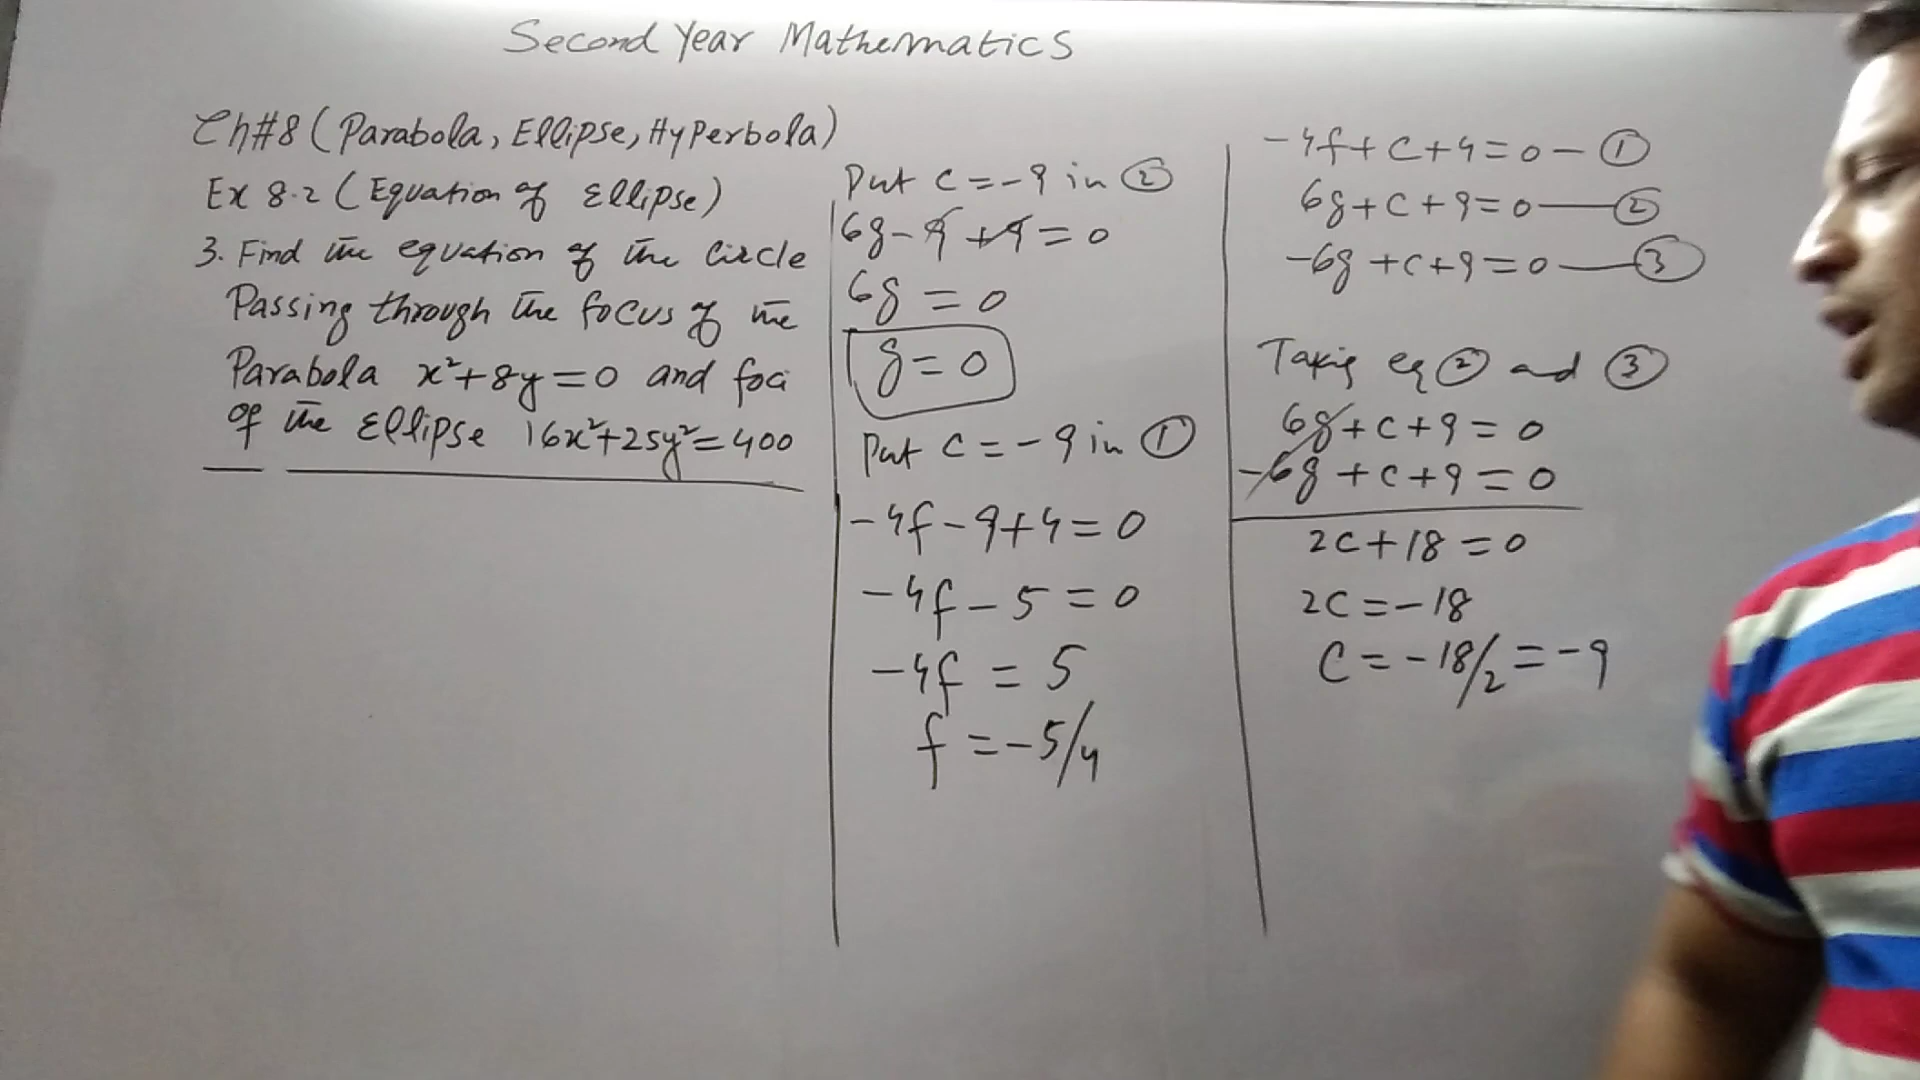 Second Year Mathematics
Ch#8 (Parabola, Ellipse, Hyperbola)
Ex 8.2 (Equation of Ellipse)
3. Find the equation of the Circle
Passing through the focus of the
Parabola x²+8y=0 and foci
of the Ellipse 16x²+25y²=400
Put c=-9 in ②
6g-9+9=0
6g=0
g=0
Put c=-9 in ①
-4f-9+4=0
-4f-5=0
-4f=5
f=-5/4
-4f+c+4=0-①
6g+c+9=0—②
-6g+c+9=0—③
Taking eq ② and ③
6g+c+9=0
-6g+c+9=0
2c+18=0
2c=-18
c=-18/2=-9